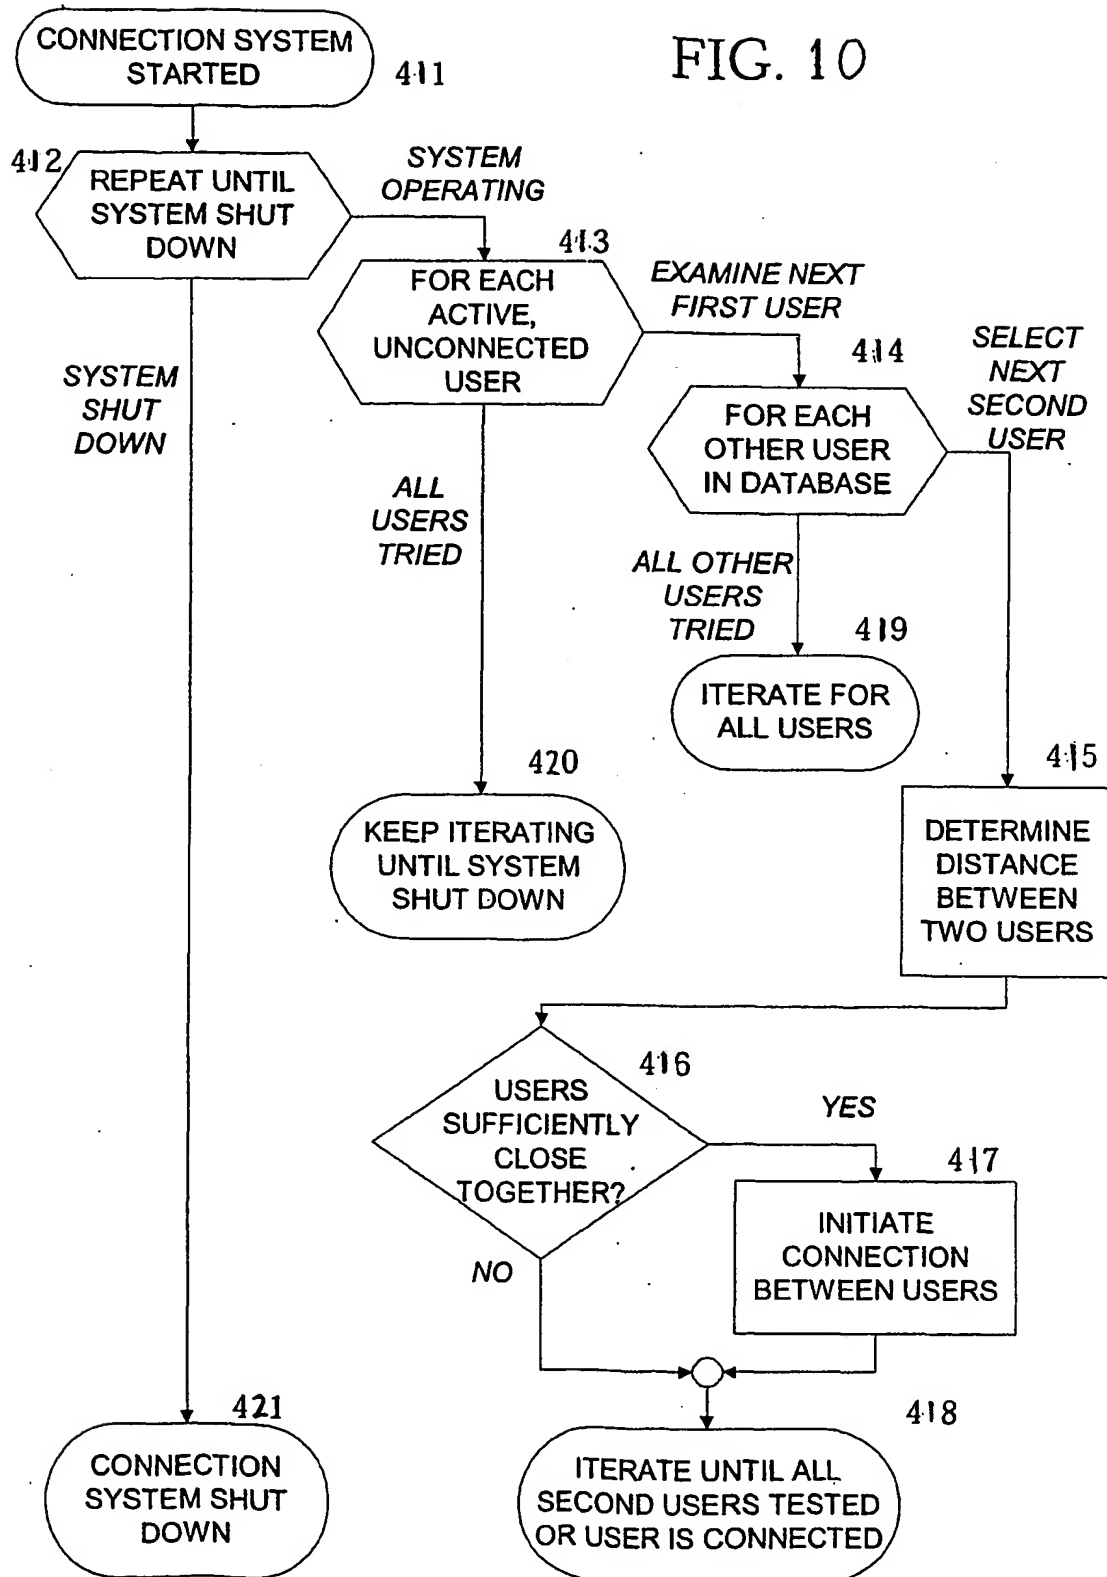 CONNECTION SYSTEM
STARTED
411
FIG. 10
412
REPEAT UNTIL
SYSTEM SHUT
DOWN
SYSTEM
OPERATING
413
FOR EACH
ACTIVE,
UNCONNECTED
USER
EXAMINE NEXT
FIRST USER
414
FOR EACH
OTHER USER
IN DATABASE
SELECT
NEXT
SECOND
USER
SYSTEM
SHUT
DOWN
ALL
USERS
TRIED
ALL OTHER
USERS
TRIED
419
ITERATE FOR
ALL USERS
420
KEEP ITERATING
UNTIL SYSTEM
SHUT DOWN
415
DETERMINE
DISTANCE
BETWEEN
TWO USERS
416
USERS
SUFFICIENTLY
CLOSE
TOGETHER?
YES
417
INITIATE
CONNECTION
BETWEEN USERS
NO
418
ITERATE UNTIL ALL
SECOND USERS TESTED
OR USER IS CONNECTED
421
CONNECTION
SYSTEM SHUT
DOWN